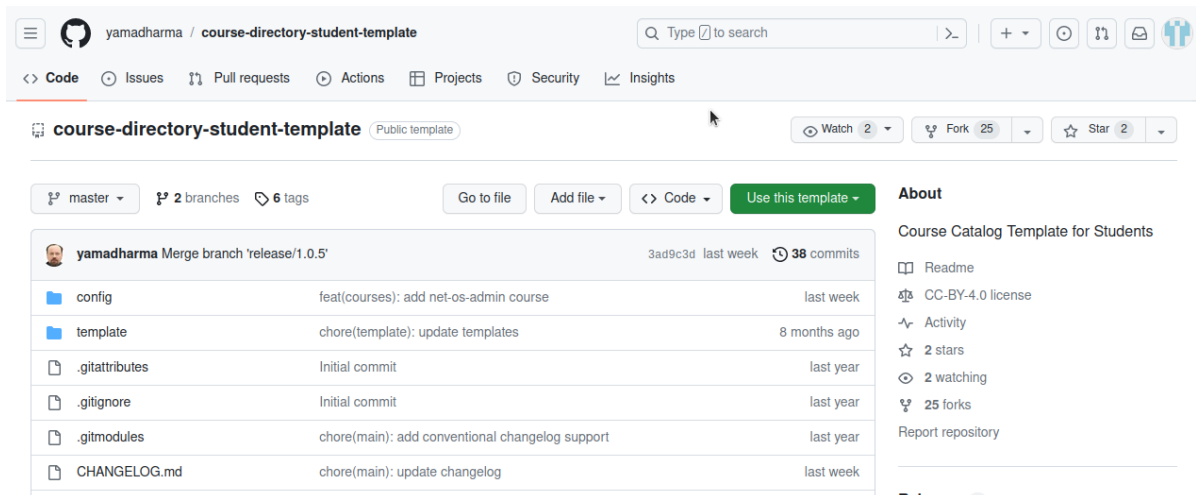 yamadharma / course-directory-student-template
Type / to search
Code Issues Pull requests Actions Projects Security Insights
course-directory-student-template Public template
Watch 2 Fork 25 Star 2
master 2 branches 6 tags Go to file Add file Code Use this template
yamadharma Merge branch 'release/1.0.5' 3ad9c3d last week 38 commits
config feat(courses): add net-os-admin course last week
template chore(template): update templates 8 months ago
.gitattributes Initial commit last year
.gitignore Initial commit last year
.gitmodules chore(main): add conventional changelog support last year
CHANGELOG.md chore(main): update changelog last week
About
Course Catalog Template for Students
Readme
CC-BY-4.0 license
Activity
2 stars
2 watching
25 forks
Report repository